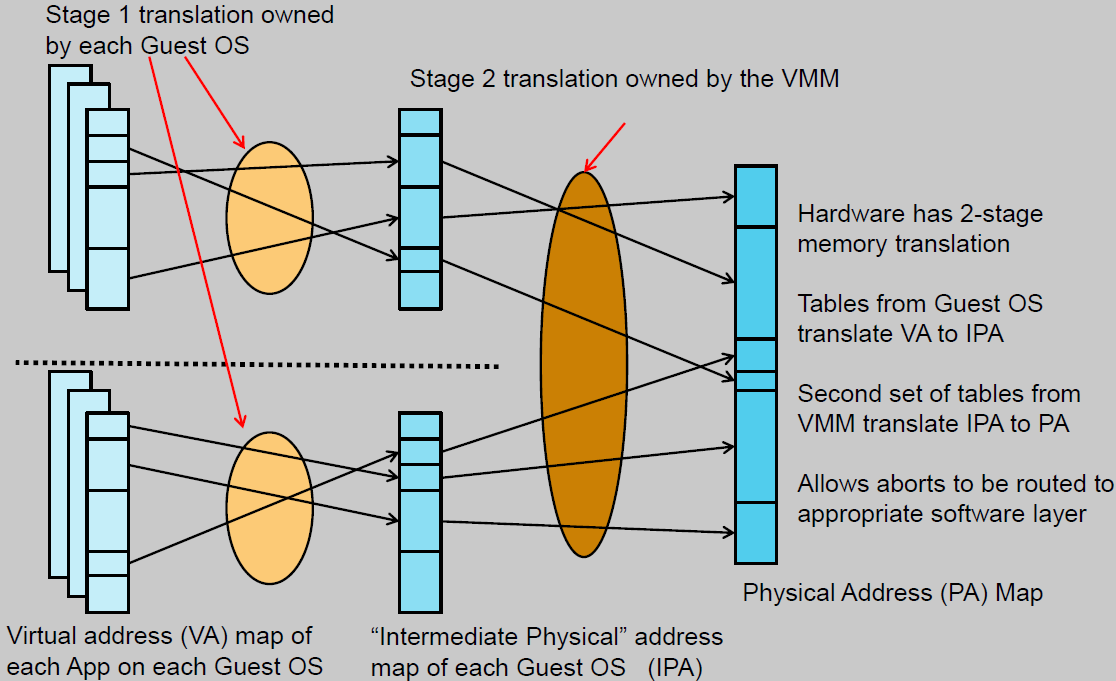 Stage 1 translation owned
by each Guest OS
Stage 2 translation owned by the VMM
Hardware has 2-stage
memory translation
Tables from Guest OS
translate VA to IPA
Second set of tables from
VMM translate IPA to PA
Allows aborts to be routed to
appropriate software layer
Physical Address (PA) Map
Virtual address (VA) map of
each App on each Guest OS
“Intermediate Physical” address
map of each Guest OS (IPA)